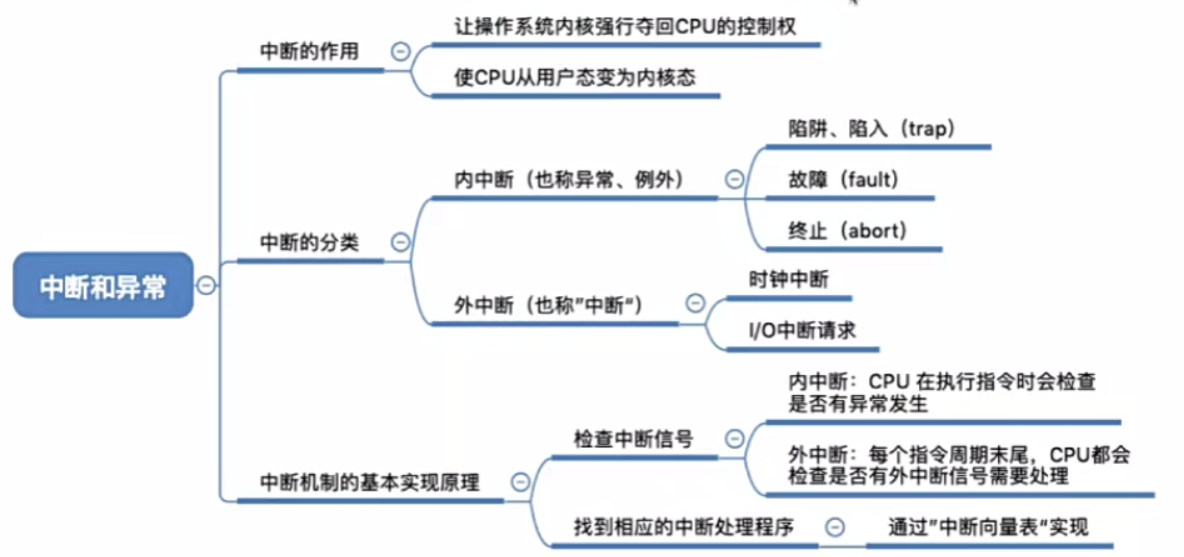 让操作系统内核强行夺回CPU的控制权
中断的作用
使CPU从用户态变为内核态
陷阱、陷入（trap）
内中断（也称异常、例外）
故障（fault）
终止（abort）
中断的分类
时钟中断
外中断（也称”中断“）
I/O中断请求
中断和异常
内中断：CPU 在执行指令时会检查
是否有异常发生
检查中断信号
外中断：每个指令周期末尾，CPU都会
检查是否有外中断信号需要处理
中断机制的基本实现原理
找到相应的中断处理程序
通过”中断向量表“实现